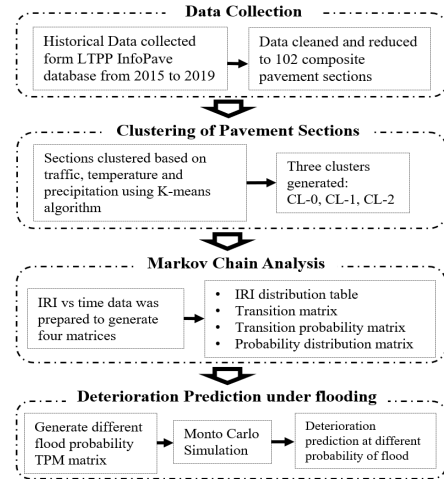 Data Collection
Historical Data collected
form LTPP InfoPave
database from 2015 to 2019
Data cleaned and reduced
to 102 composite
pavement sections
Clustering of Pavement Sections
Sections clustered based on
traffic, temperature and
precipitation using K-means
algorithm
Three clusters
generated:
CL-0, CL-1, CL-2
Markov Chain Analysis
IRI vs time data was
prepared to generate
four matrices
• IRI distribution table
• Transition matrix
• Transition probability matrix
• Probability distribution matrix
Deterioration Prediction under flooding
Generate different
flood probability
TPM matrix
Monto Carlo
Simulation
Deterioration
prediction at different
probability of flood